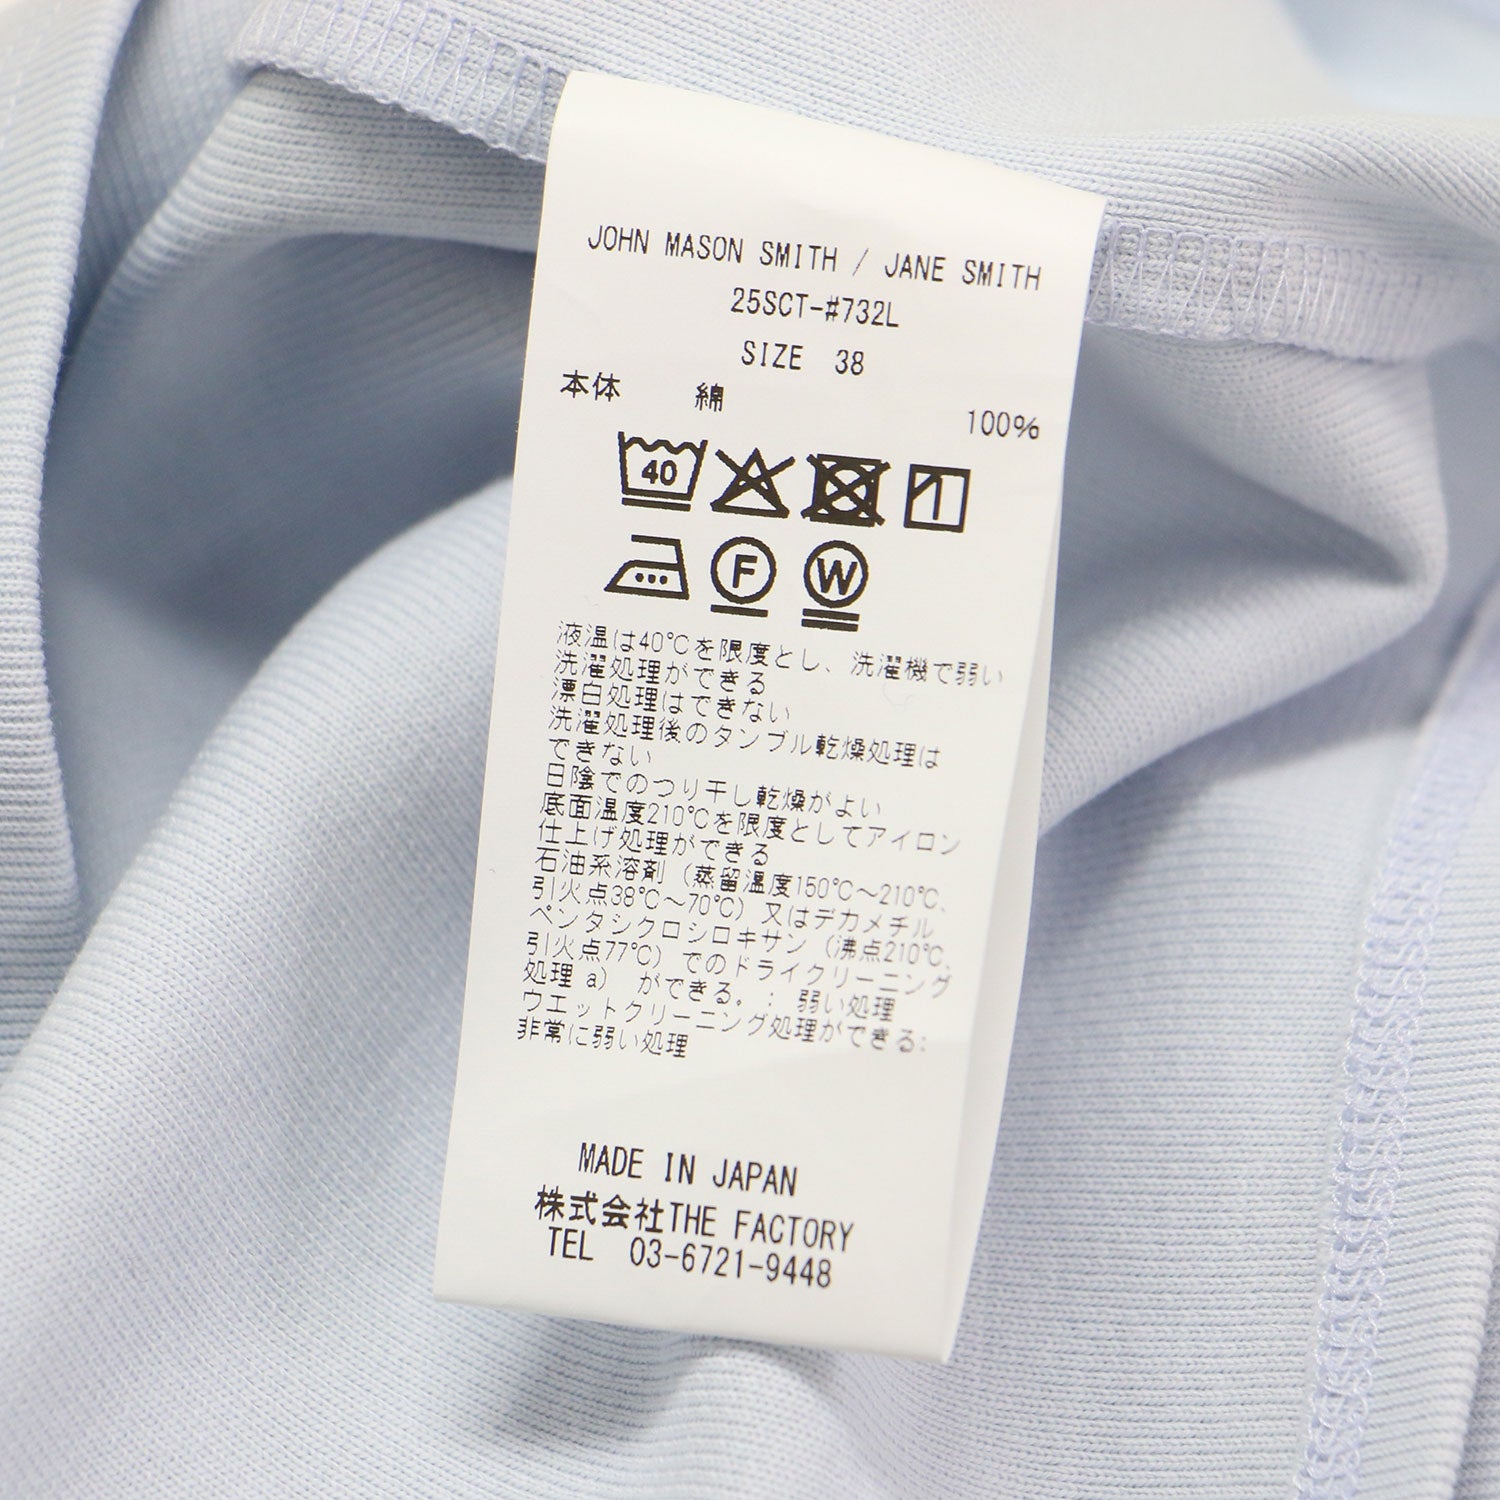 JOHN MASON SMITH / JANE SMITH
25SCT-#732L
SIZE 38
本体 綿 100%
40
F W
液温は40℃を限度とし、洗濯機で弱い
洗濯処理ができる
漂白処理はできない
洗濯処理後のタンブル乾燥処理は
できない
日陰でのつり干し乾燥がよい
底面温度210℃を限度としてアイロン
仕上げ処理ができる
石油系溶剤(蒸留温度150℃～210℃、
引火点38℃～70℃)又はデカメチル
ペンタシクロシロキサン(沸点210℃、
引火点77℃)でのドライクリーニング
処理 a) ができる。: 弱い処理
ウエットクリーニング処理ができる:
非常に弱い処理
MADE IN JAPAN
株式会社THE FACTORY
TEL 03-6721-9448